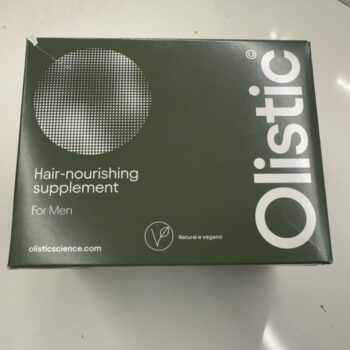 Hair-nourishing
supplement
For Men
olisticscience.com
Natural e vegano
Olistic